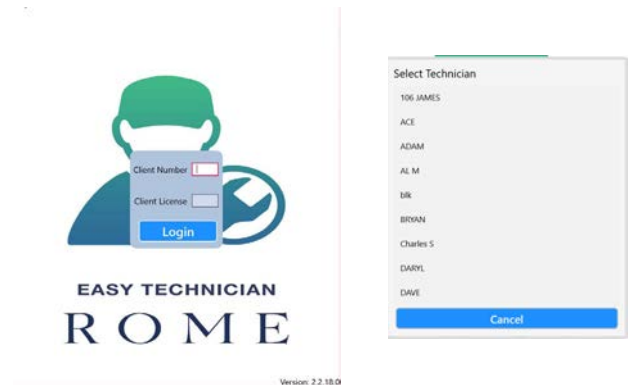 Client Number
Client License
Login
EASY TECHNICIAN
ROME
Version: 2.2.18.0
Select Technician
106 JAMES
ACE
ADAM
AL M
blk
BRYAN
Charles S
DARYL
DAVE
Cancel